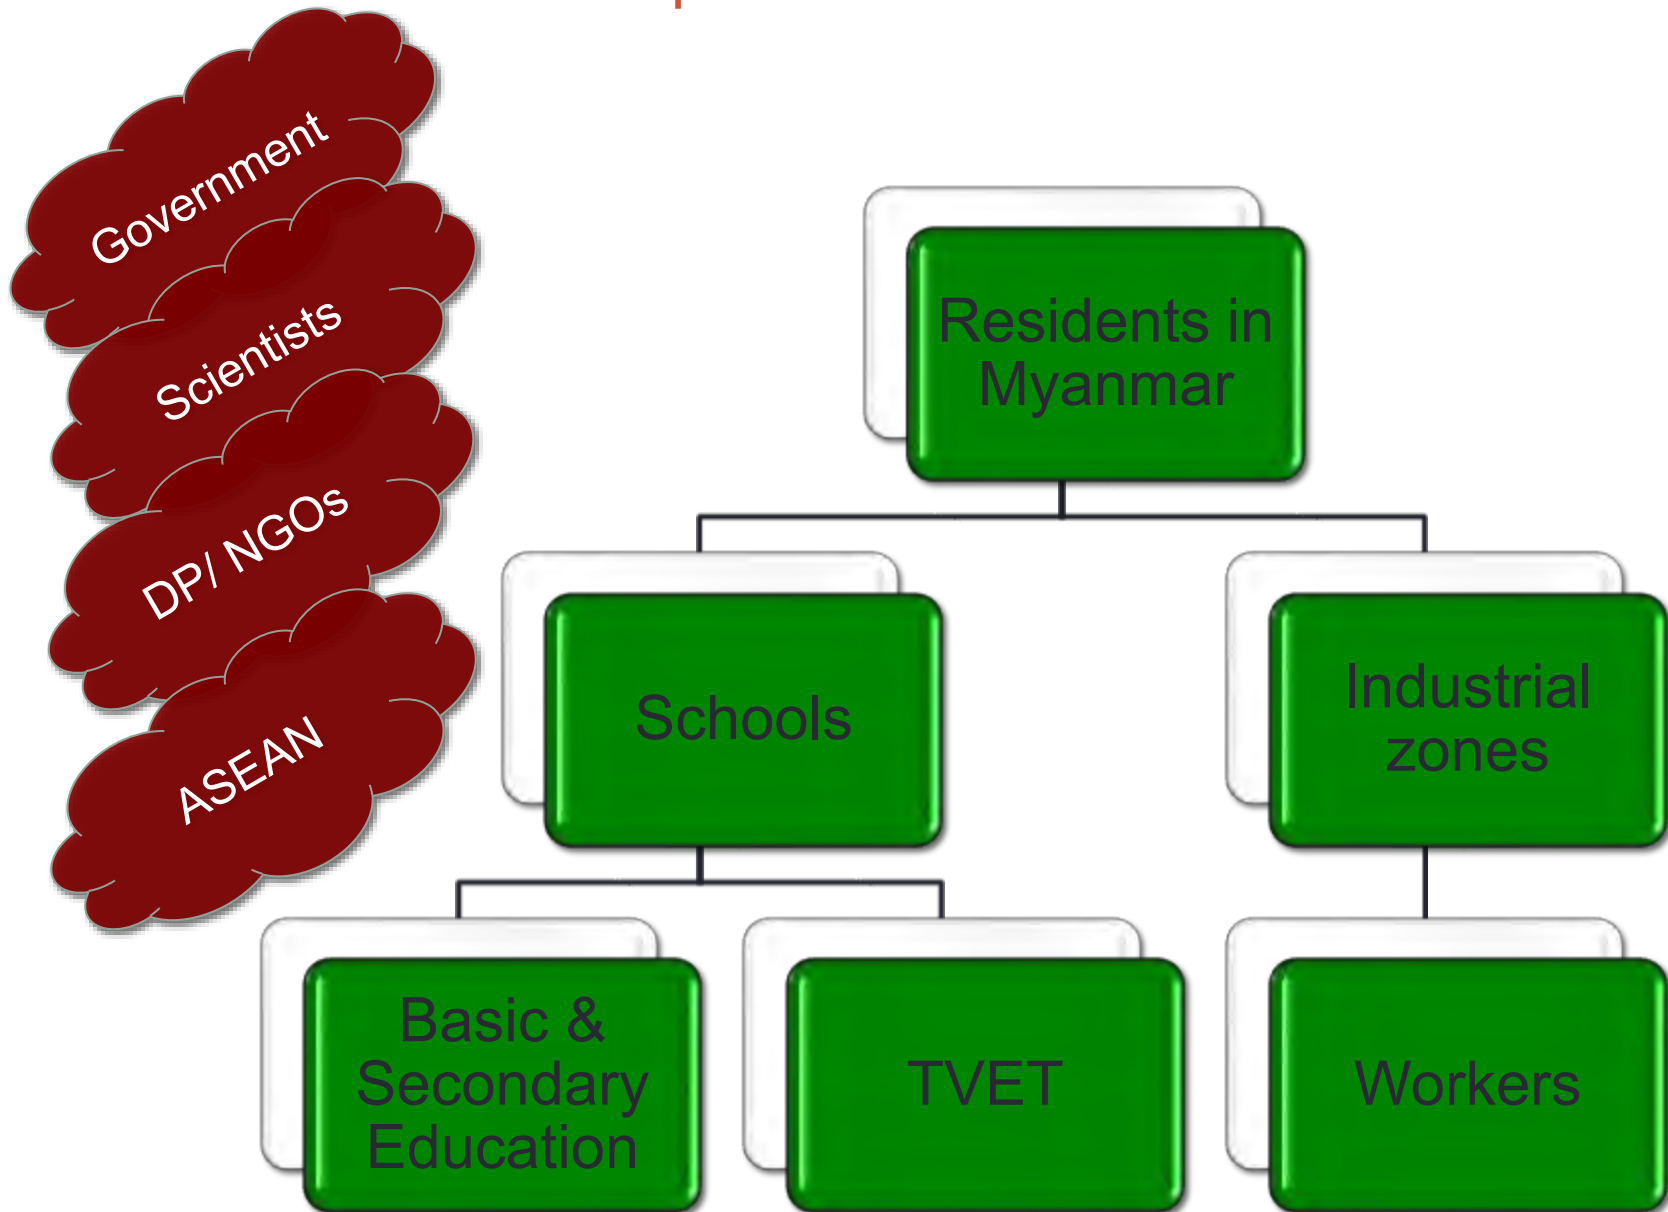 Government
Scientists
DP/ NGOs
ASEAN
Residents in
Myanmar
Schools
Industrial
zones
Basic &
Secondary
Education
TVET
Workers